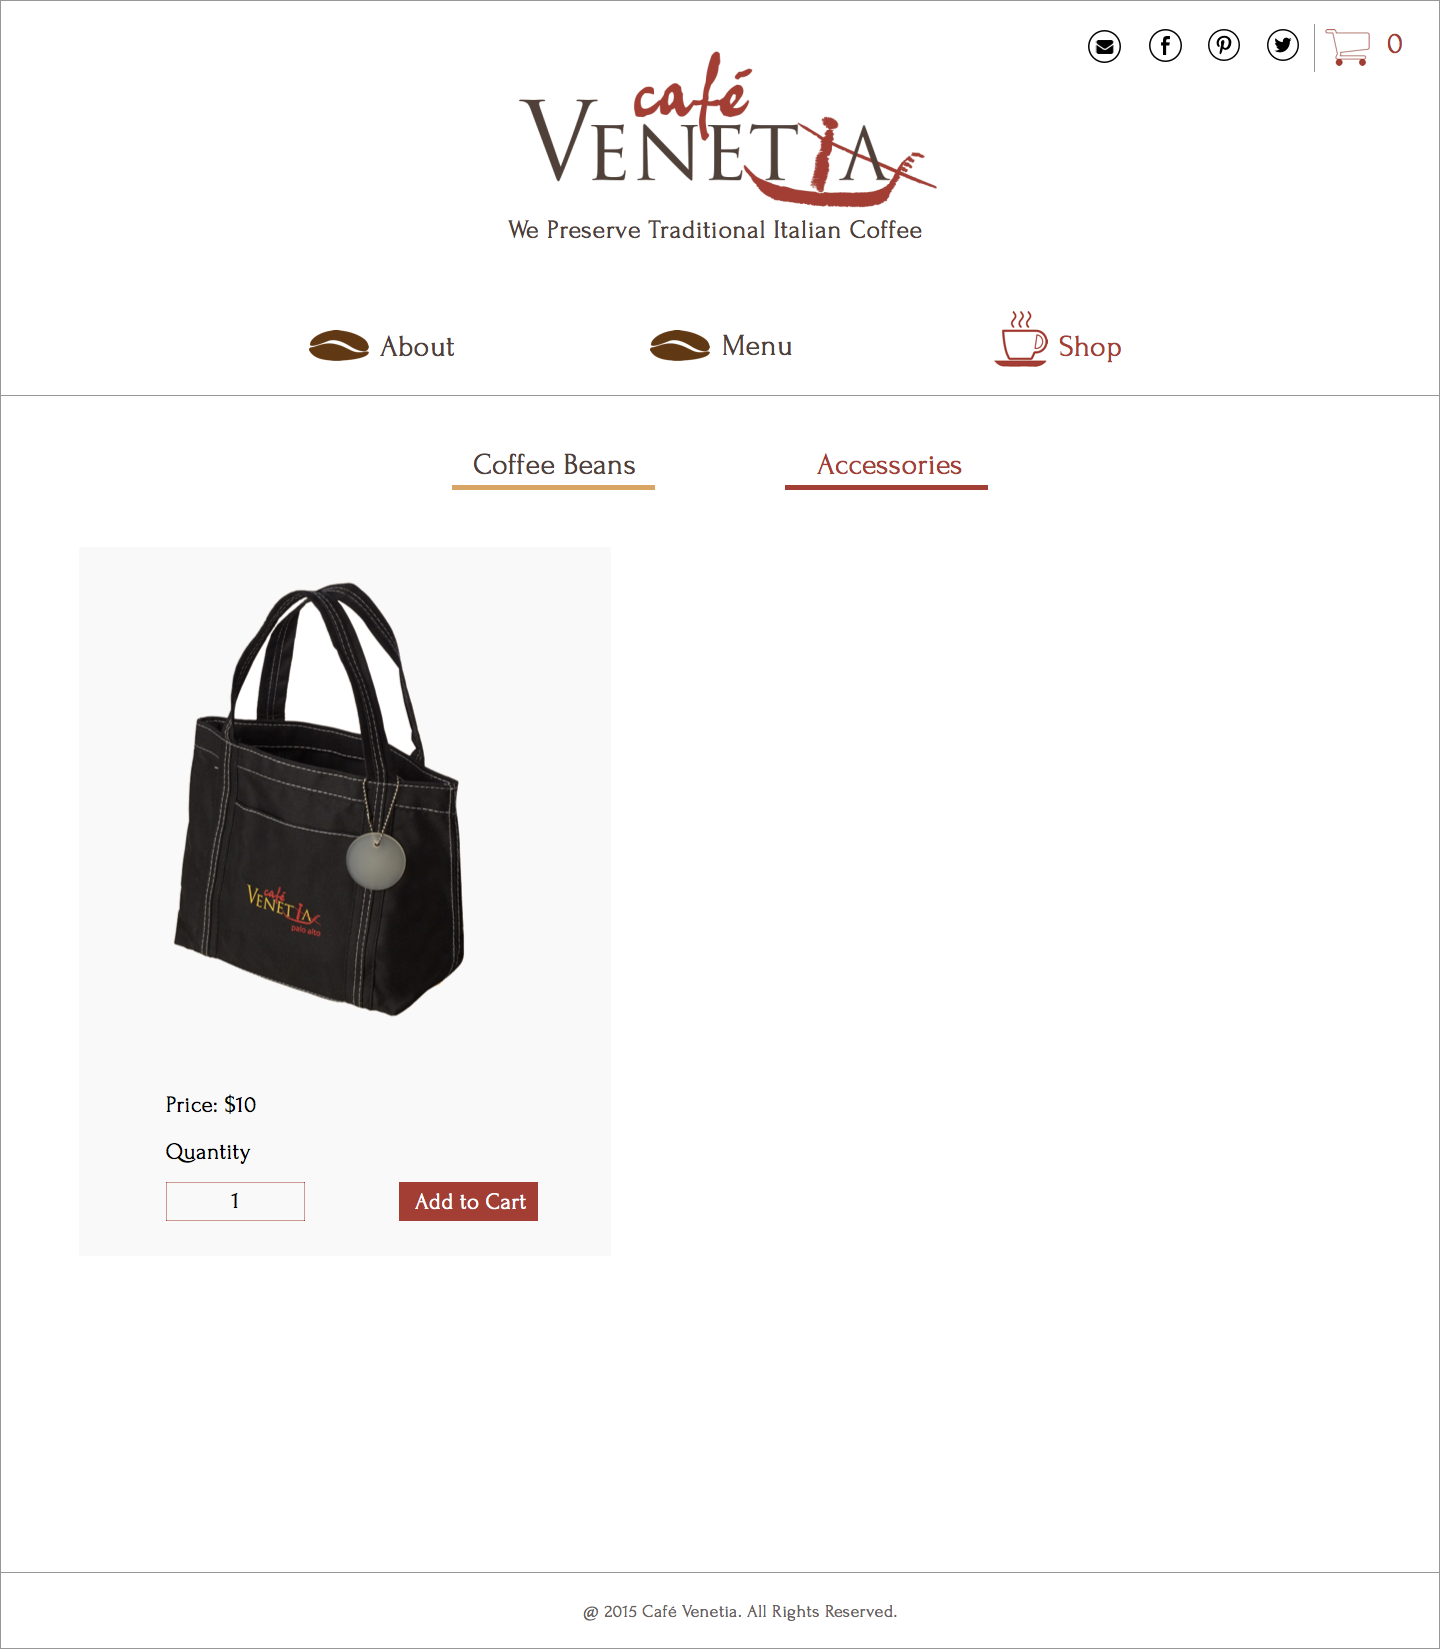 0
café
VENETIA
We Preserve Traditional Italian Coffee
About
Menu
Shop
Coffee Beans
Accessories
café
VENETIA
palo alto
Price: $10
Quantity
1
Add to Cart
@ 2015 Café Venetia. All Rights Reserved.